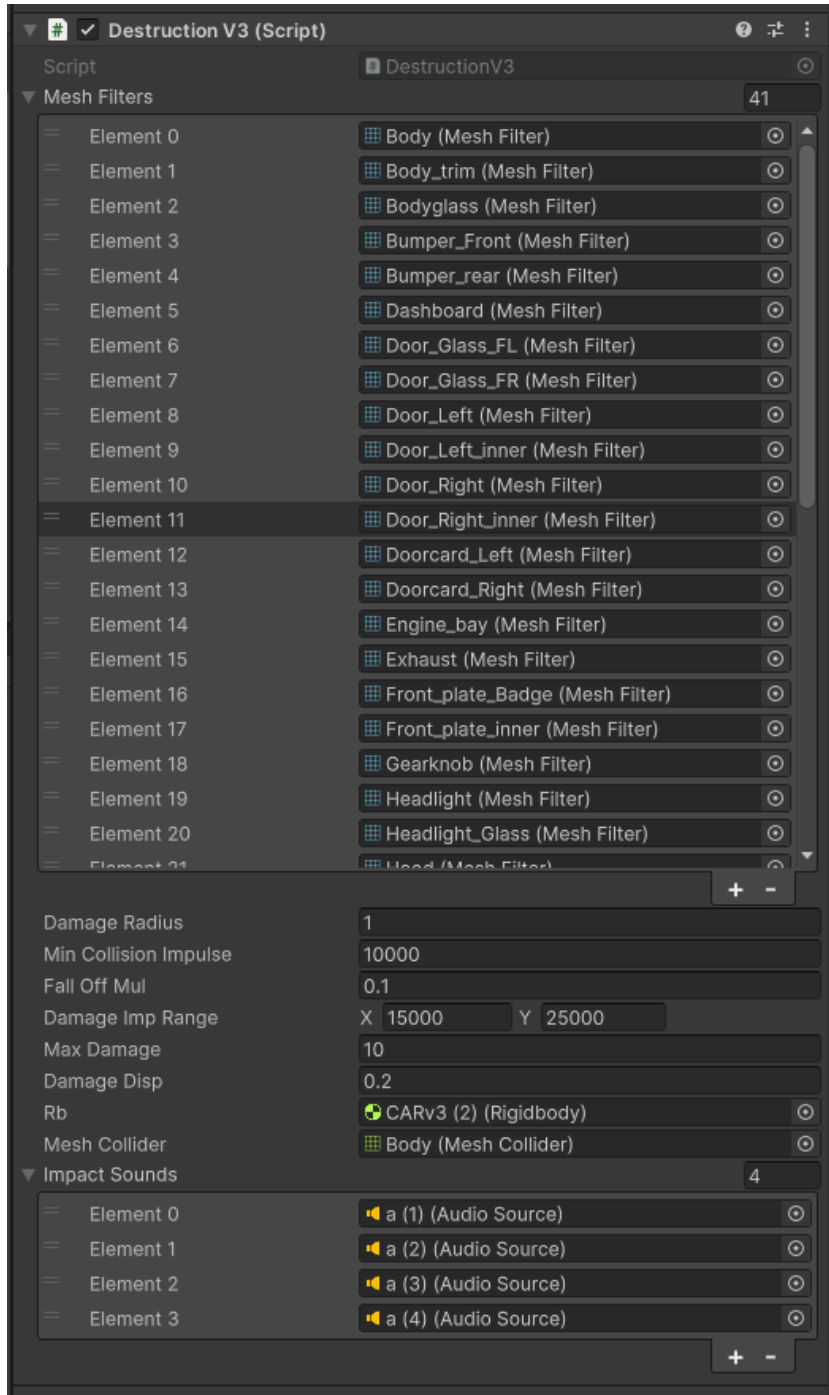 Destruction V3 (Script)
Script DestructionV3
Mesh Filters 41
Element 0 Body (Mesh Filter)
Element 1 Body_trim (Mesh Filter)
Element 2 Bodyglass (Mesh Filter)
Element 3 Bumper_Front (Mesh Filter)
Element 4 Bumper_rear (Mesh Filter)
Element 5 Dashboard (Mesh Filter)
Element 6 Door_Glass_FL (Mesh Filter)
Element 7 Door_Glass_FR (Mesh Filter)
Element 8 Door_Left (Mesh Filter)
Element 9 Door_Left_inner (Mesh Filter)
Element 10 Door_Right (Mesh Filter)
Element 11 Door_Right_inner (Mesh Filter)
Element 12 Doorcard_Left (Mesh Filter)
Element 13 Doorcard_Right (Mesh Filter)
Element 14 Engine_bay (Mesh Filter)
Element 15 Exhaust (Mesh Filter)
Element 16 Front_plate_Badge (Mesh Filter)
Element 17 Front_plate_inner (Mesh Filter)
Element 18 Gearknob (Mesh Filter)
Element 19 Headlight (Mesh Filter)
Element 20 Headlight_Glass (Mesh Filter)
Element 21 Hood (Mesh Filter)
Damage Radius 1
Min Collision Impulse 10000
Fall Off Mul 0.1
Damage Imp Range X 15000 Y 25000
Max Damage 10
Damage Disp 0.2
Rb CARv3 (2) (Rigidbody)
Mesh Collider Body (Mesh Collider)
Impact Sounds 4
Element 0 a (1) (Audio Source)
Element 1 a (2) (Audio Source)
Element 2 a (3) (Audio Source)
Element 3 a (4) (Audio Source)